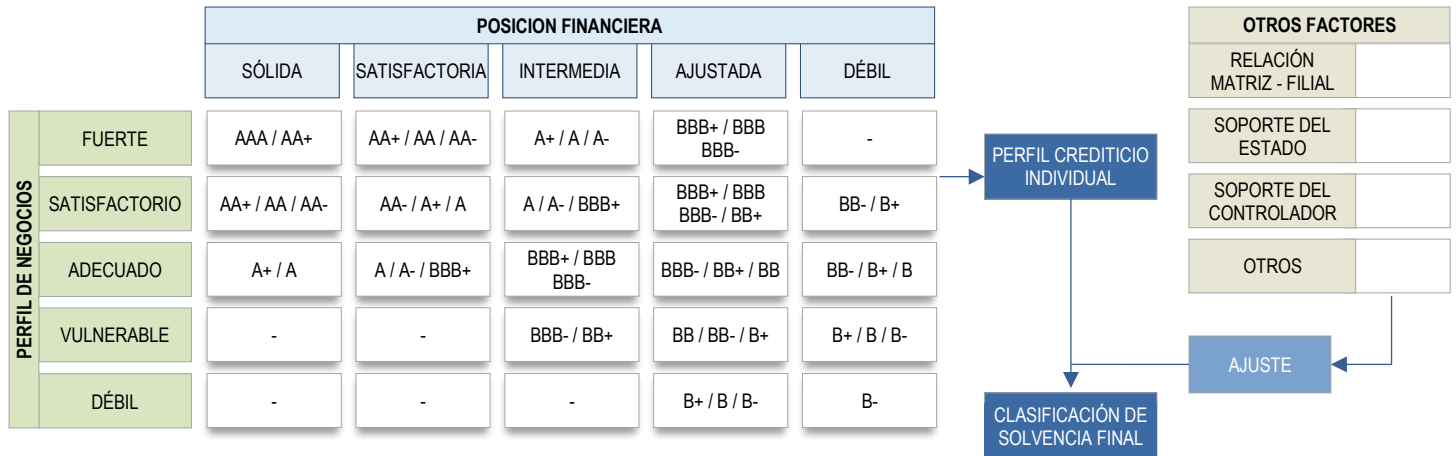 POSICION FINANCIERA
SÓLIDA
SATISFACTORIA
INTERMEDIA
AJUSTADA
DÉBIL
PERFIL DE NEGOCIOS
FUERTE
AAA / AA+
AA+ / AA / AA-
A+ / A / A-
BBB+ / BBB
BBB-
-
SATISFACTORIO
AA+ / AA / AA-
AA- / A+ / A
A / A- / BBB+
BBB+ / BBB
BBB- / BB+
BB- / B+
ADECUADO
A+ / A
A / A- / BBB+
BBB+ / BBB
BBB-
BBB- / BB+ / BB
BB- / B+ / B
VULNERABLE
-
-
BBB- / BB+
BB / BB- / B+
B+ / B / B-
DÉBIL
-
-
-
B+ / B / B-
B-
PERFIL CREDITICIO
INDIVIDUAL
CLASIFICACIÓN DE
SOLVENCIA FINAL
OTROS FACTORES
RELACIÓN
MATRIZ - FILIAL
SOPORTE DEL
ESTADO
SOPORTE DEL
CONTROLADOR
OTROS
AJUSTE